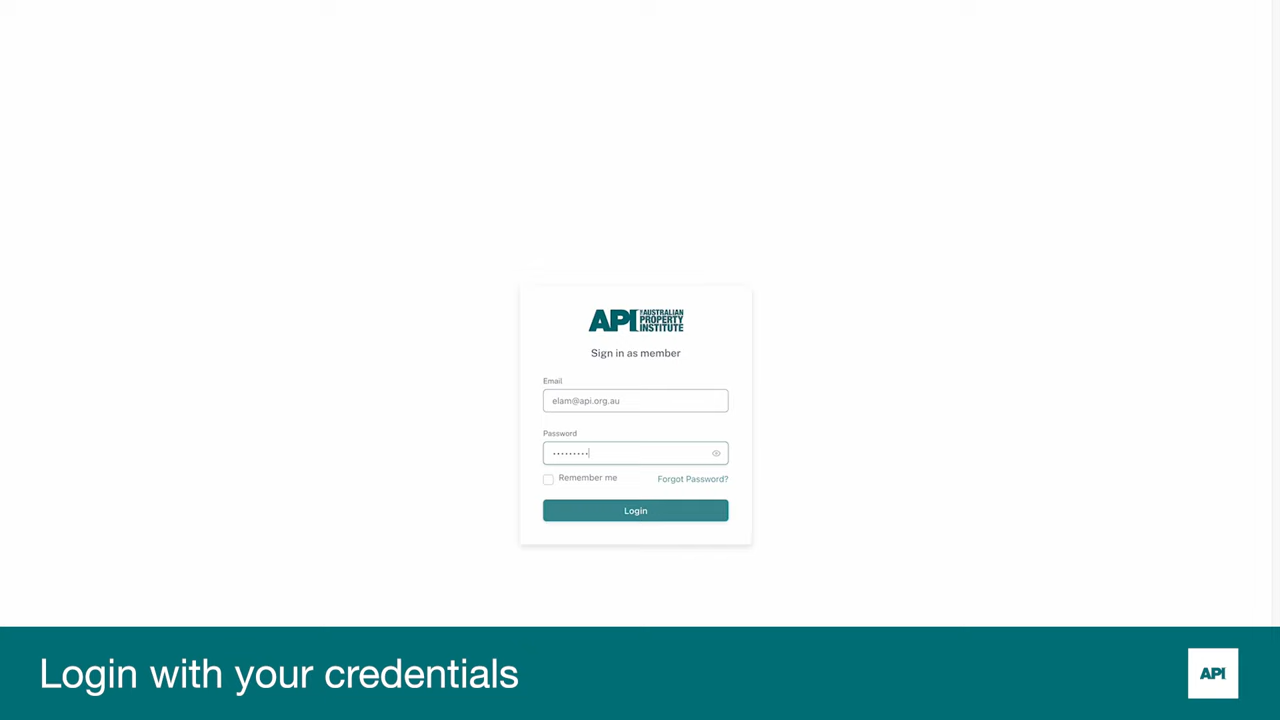 API THE AUSTRALIAN
PROPERTY
INSTITUTE
Sign in as member
Email
elam@api.org.au
Password
•••••••••
Remember me
Forgot Password?
Login
Login with your credentials
API